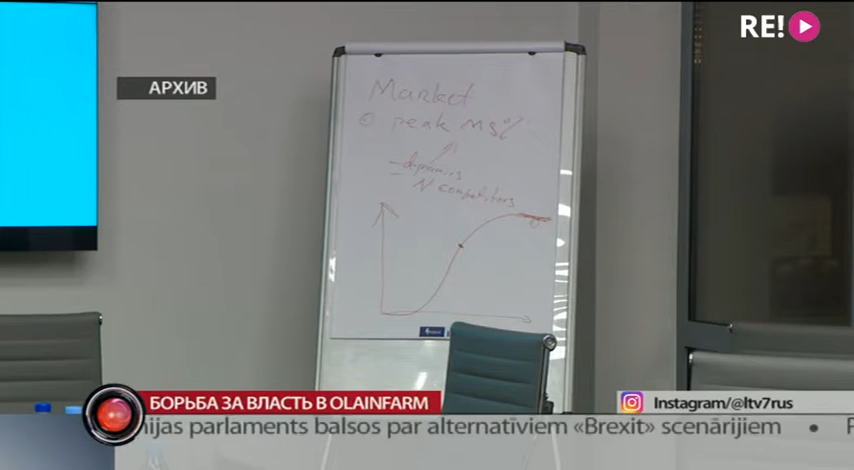 RE!
АРХИВ
Market
peak MS%
dynamics
N competitors
БОРЬБА ЗА ВЛАСТЬ В OLAINFARM
Instagram/@ltv7rus
nijas parlaments balsos par alternatīviem «Brexit» scenārijiem •